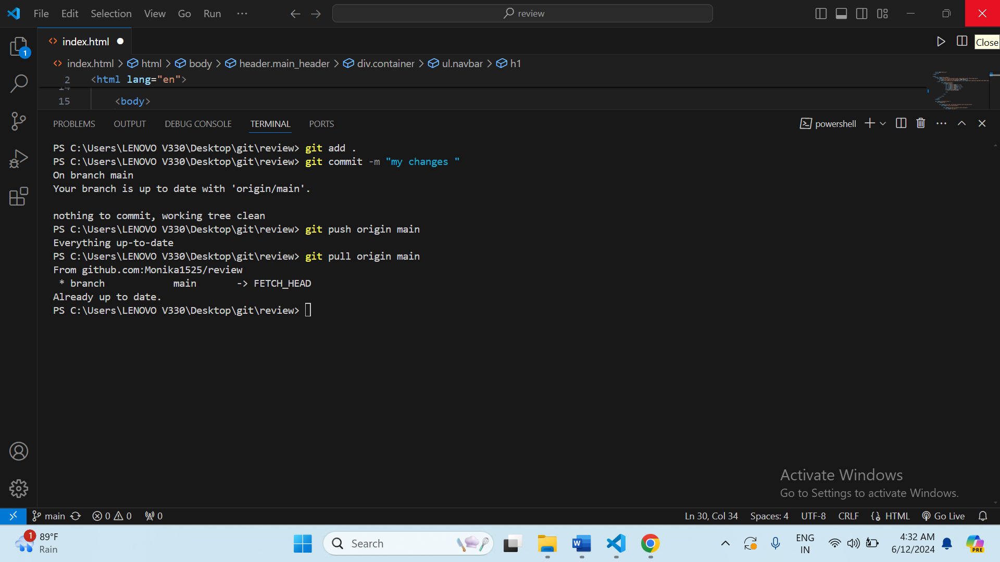 File Edit Selection View Go Run ··· review
index.html
Close
1
index.html > html > body > header.main_header > div.container > ul.navbar > h1
2 <html lang="en">
14
15 <body>
PROBLEMS OUTPUT DEBUG CONSOLE TERMINAL PORTS powershell
PS C:\Users\LENOVO V330\Desktop\git\review> git add .
PS C:\Users\LENOVO V330\Desktop\git\review> git commit -m "my changes "
On branch main
Your branch is up to date with 'origin/main'.
nothing to commit, working tree clean
PS C:\Users\LENOVO V330\Desktop\git\review> git push origin main
Everything up-to-date
PS C:\Users\LENOVO V330\Desktop\git\review> git pull origin main
From github.com:Monika1525/review
* branch main -> FETCH_HEAD
Already up to date.
PS C:\Users\LENOVO V330\Desktop\git\review>
Activate Windows
Go to Settings to activate Windows.
main 0 0 0 Ln 30, Col 34 Spaces: 4 UTF-8 CRLF HTML Go Live
1 89°F
Rain
Search
ENG
IN
4:32 AM
6/12/2024
PRE